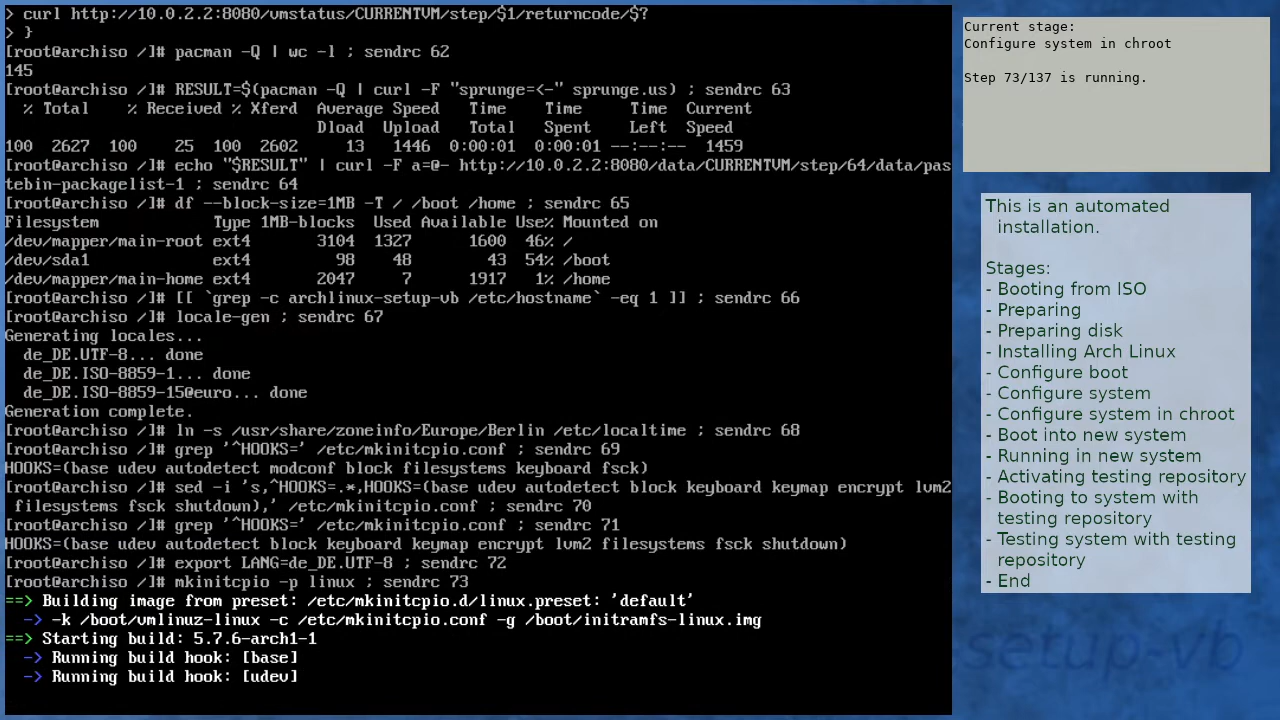 > curl http://10.0.2.2:8080/vmstatus/CURRENTVM/step/$1/returncode/$?
> }
[root@archiso /]# pacman -Q | wc -l ; sendrc 62
145
[root@archiso /]# RESULT=$(pacman -Q | curl -F "sprunge=<-" sprunge.us) ; sendrc 63
  % Total    % Received % Xferd  Average Speed   Time    Time     Time  Current
                                 Dload  Upload   Total   Spent    Left  Speed
100  2627  100    25  100  2602     13   1446  0:00:01  0:00:01 --:--:--  1459
[root@archiso /]# echo "$RESULT" | curl -F a=@- http://10.0.2.2:8080/data/CURRENTVM/step/64/data/pas
tebin-packagelist-1 ; sendrc 64
[root@archiso /]# df --block-size=1MB -T / /boot /home ; sendrc 65
Filesystem            Type 1MB-blocks  Used Available Use% Mounted on
/dev/mapper/main-root ext4       3104  1327      1600  46% /
/dev/sda1             ext4         98    48        43  54% /boot
/dev/mapper/main-home ext4       2047     7      1917   1% /home
[root@archiso /]# [[ `grep -c archlinux-setup-vb /etc/hostname` -eq 1 ]] ; sendrc 66
[root@archiso /]# locale-gen ; sendrc 67
Generating locales...
  de_DE.UTF-8... done
  de_DE.ISO-8859-1... done
  de_DE.ISO-8859-15@euro... done
Generation complete.
[root@archiso /]# ln -s /usr/share/zoneinfo/Europe/Berlin /etc/localtime ; sendrc 68
[root@archiso /]# grep '^HOOKS=' /etc/mkinitcpio.conf ; sendrc 69
HOOKS=(base udev autodetect modconf block filesystems keyboard fsck)
[root@archiso /]# sed -i 's,^HOOKS=.*,HOOKS=(base udev autodetect block keyboard keymap encrypt lvm2
 filesystems fsck shutdown),' /etc/mkinitcpio.conf ; sendrc 70
[root@archiso /]# grep '^HOOKS=' /etc/mkinitcpio.conf ; sendrc 71
HOOKS=(base udev autodetect block keyboard keymap encrypt lvm2 filesystems fsck shutdown)
[root@archiso /]# export LANG=de_DE.UTF-8 ; sendrc 72
[root@archiso /]# mkinitcpio -p linux ; sendrc 73
==> Building image from preset: /etc/mkinitcpio.d/linux.preset: 'default'
  -> -k /boot/vmlinuz-linux -c /etc/mkinitcpio.conf -g /boot/initramfs-linux.img
==> Starting build: 5.7.6-arch1-1
  -> Running build hook: [base]
  -> Running build hook: [udev]
Current stage:
Configure system in chroot
Step 73/137 is running.
This is an automated
installation.
Stages:
- Booting from ISO
- Preparing
- Preparing disk
- Installing Arch Linux
- Configure boot
- Configure system
- Configure system in chroot
- Boot into new system
- Running in new system
- Activating testing repository
- Booting to system with
testing repository
- Testing system with testing
repository
- End
setup-vb